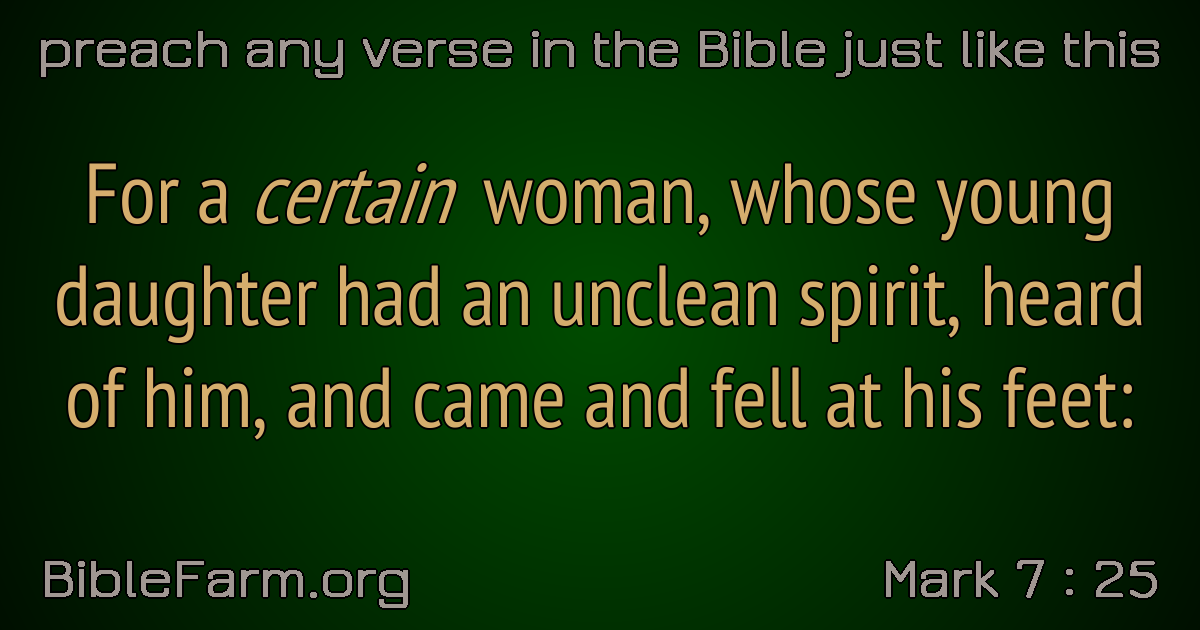 preach any verse in the Bible just like this
For a certain woman, whose young
daughter had an unclean spirit, heard
of him, and came and fell at his feet:
BibleFarm.org
Mark 7 : 25